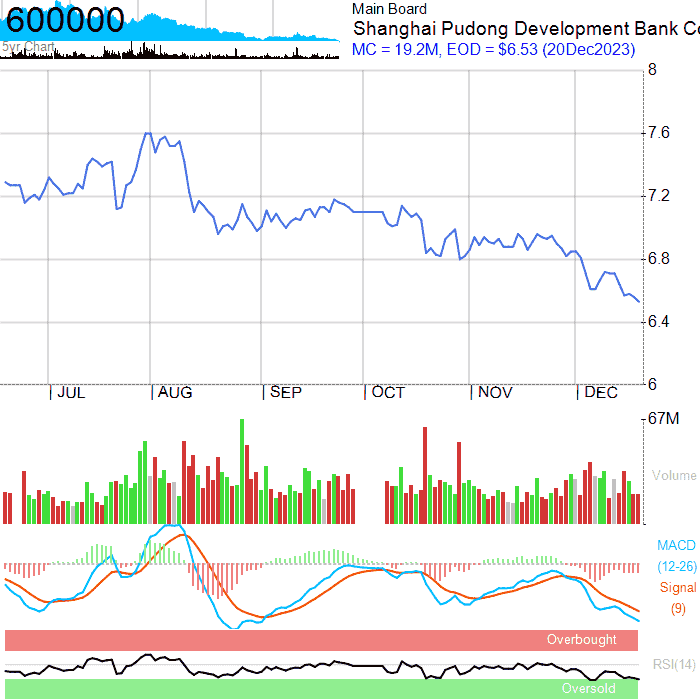 600000
5yr Chart
Main Board
Shanghai Pudong Development Bank Co
MC = 19.2M, EOD = $6.53 (20Dec2023)
8
7.6
7.2
6.8
6.4
6
JUL AUG SEP OCT NOV DEC
67M
Volume
MACD
(12-26)
Signal
(9)
Overbought
RSI(14)
Oversold